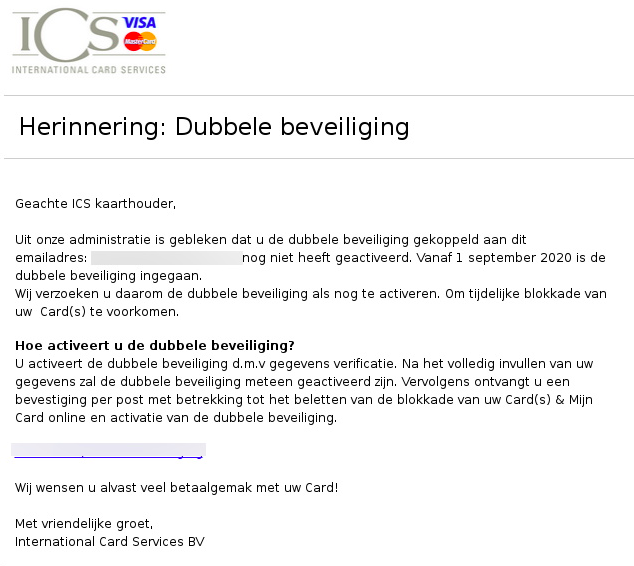 ICS VISA
MasterCard
INTERNATIONAL CARD SERVICES
Herinnering: Dubbele beveiliging
Geachte ICS kaarthouder,
Uit onze administratie is gebleken dat u de dubbele beveiliging gekoppeld aan dit
emailadres: nog niet heeft geactiveerd. Vanaf 1 september 2020 is de
dubbele beveiliging ingegaan.
Wij verzoeken u daarom de dubbele beveiliging als nog te activeren. Om tijdelijke blokkade van
uw Card(s) te voorkomen.
Hoe activeert u de dubbele beveiliging?
U activeert de dubbele beveiliging d.m.v gegevens verificatie. Na het volledig invullen van uw
gegevens zal de dubbele beveiliging meteen geactiveerd zijn. Vervolgens ontvangt u een
bevestiging per post met betrekking tot het beletten van de blokkade van uw Card(s) & Mijn
Card online en activatie van de dubbele beveiliging.
Wij wensen u alvast veel betaalgemak met uw Card!
Met vriendelijke groet,
International Card Services BV